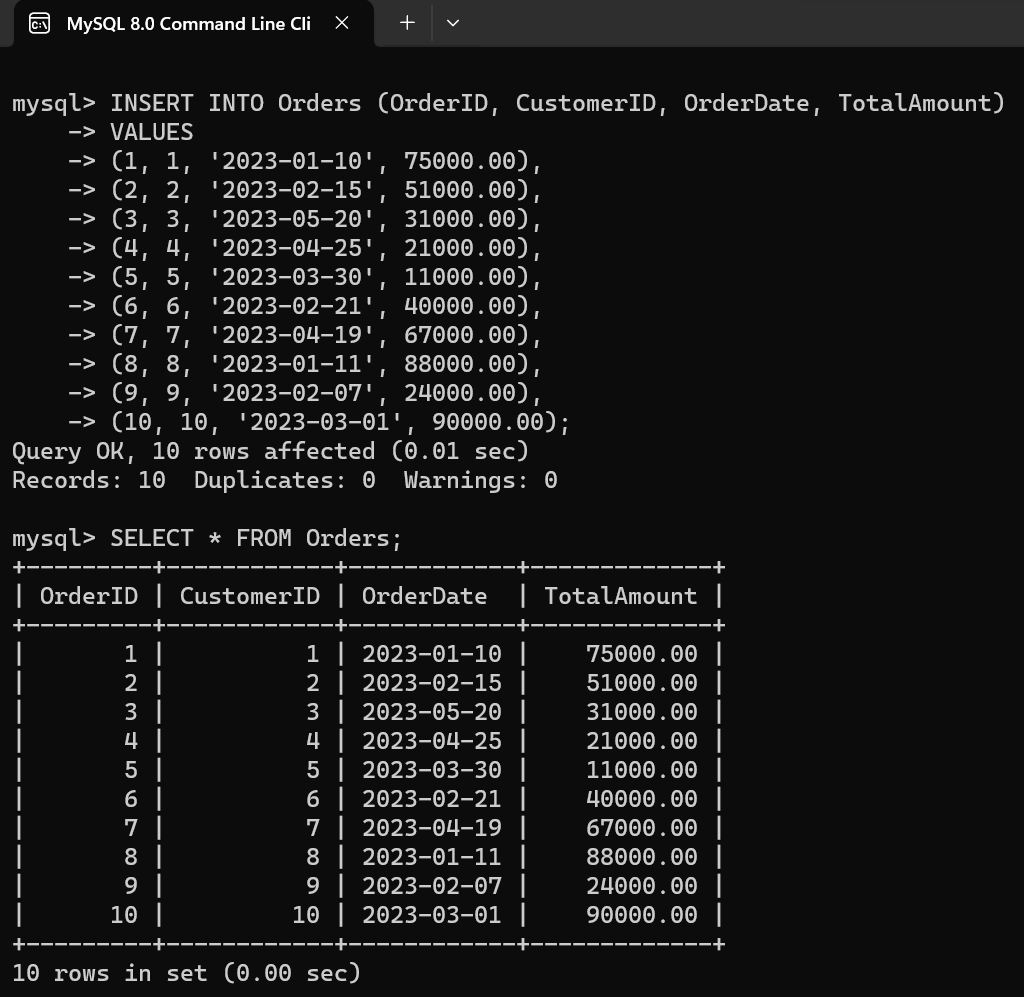 MySQL 8.0 Command Line Cli
mysql> INSERT INTO Orders (OrderID, CustomerID, OrderDate, TotalAmount)
    -> VALUES
    -> (1, 1, '2023-01-10', 75000.00),
    -> (2, 2, '2023-02-15', 51000.00),
    -> (3, 3, '2023-05-20', 31000.00),
    -> (4, 4, '2023-04-25', 21000.00),
    -> (5, 5, '2023-03-30', 11000.00),
    -> (6, 6, '2023-02-21', 40000.00),
    -> (7, 7, '2023-04-19', 67000.00),
    -> (8, 8, '2023-01-11', 88000.00),
    -> (9, 9, '2023-02-07', 24000.00),
    -> (10, 10, '2023-03-01', 90000.00);
Query OK, 10 rows affected (0.01 sec)
Records: 10  Duplicates: 0  Warnings: 0
mysql> SELECT * FROM Orders;
+---------+------------+------------+-------------+
| OrderID | CustomerID | OrderDate  | TotalAmount |
+---------+------------+------------+-------------+
|       1 |          1 | 2023-01-10 |    75000.00 |
|       2 |          2 | 2023-02-15 |    51000.00 |
|       3 |          3 | 2023-05-20 |    31000.00 |
|       4 |          4 | 2023-04-25 |    21000.00 |
|       5 |          5 | 2023-03-30 |    11000.00 |
|       6 |          6 | 2023-02-21 |    40000.00 |
|       7 |          7 | 2023-04-19 |    67000.00 |
|       8 |          8 | 2023-01-11 |    88000.00 |
|       9 |          9 | 2023-02-07 |    24000.00 |
|      10 |         10 | 2023-03-01 |    90000.00 |
+---------+------------+------------+-------------+
10 rows in set (0.00 sec)